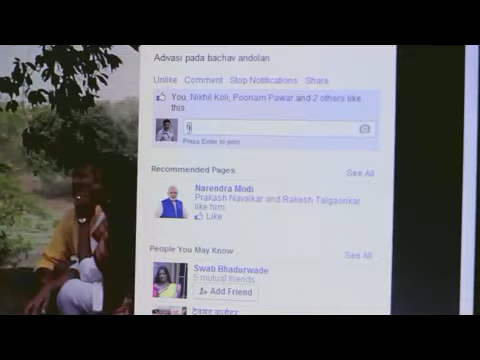 Advasi pada bachav andolan
Unlike Comment Stop Notifications Share
You, Nikhil Koli, Poonam Pawar and 2 others like
this.
Press Enter to post
Recommended Pages See All
Narendra Modi
Prakash Navalkar and Rakesh Talgaonkar
like him.
Like
People You May Know See All
Swati Bhadurwade
5 mutual friends
Add Friend